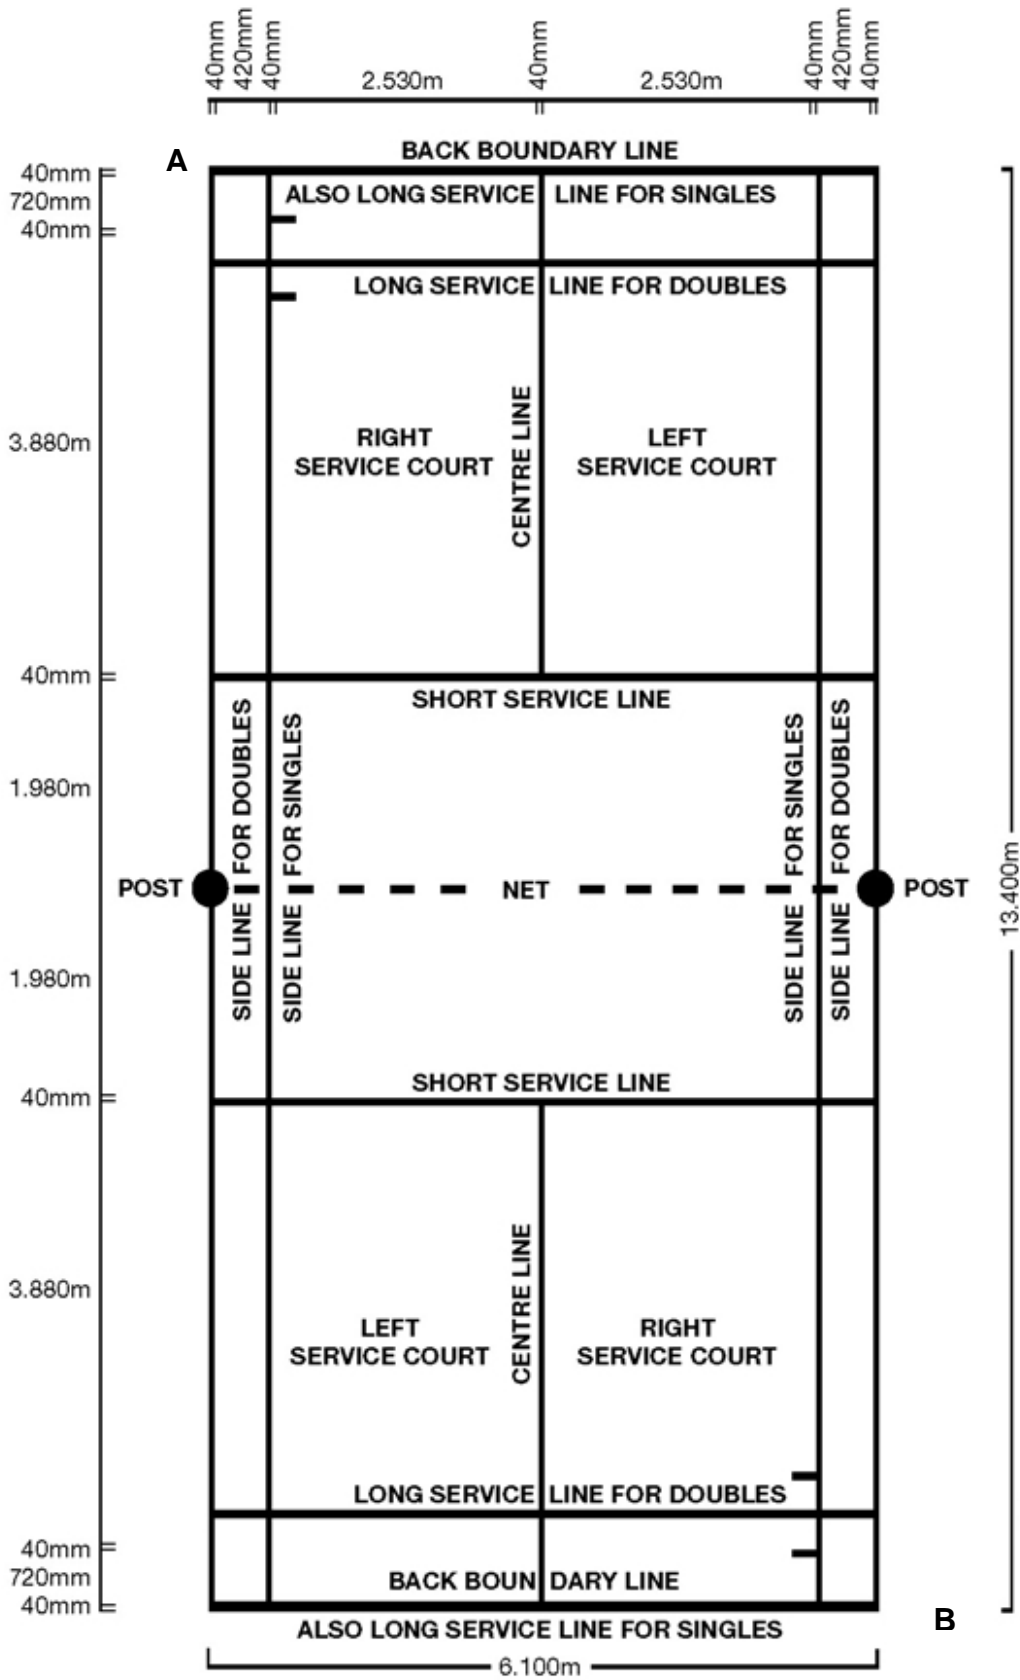 40mm
420mm
40mm
2.530m
40mm
2.530m
40mm
420mm
40mm
A
BACK BOUNDARY LINE
40mm
720mm
40mm
ALSO LONG SERVICE LINE FOR SINGLES
LONG SERVICE LINE FOR DOUBLES
3.880m
RIGHT
SERVICE COURT
CENTRE LINE
LEFT
SERVICE COURT
40mm
SHORT SERVICE LINE
1.980m
SIDE LINE FOR DOUBLES
SIDE LINE FOR SINGLES
SIDE LINE FOR SINGLES
SIDE LINE FOR DOUBLES
POST
NET
POST
13.400m
1.980m
SHORT SERVICE LINE
40mm
3.880m
CENTRE LINE
LEFT
SERVICE COURT
RIGHT
SERVICE COURT
LONG SERVICE LINE FOR DOUBLES
40mm
720mm
40mm
BACK BOUNDARY LINE
B
ALSO LONG SERVICE LINE FOR SINGLES
6.100m